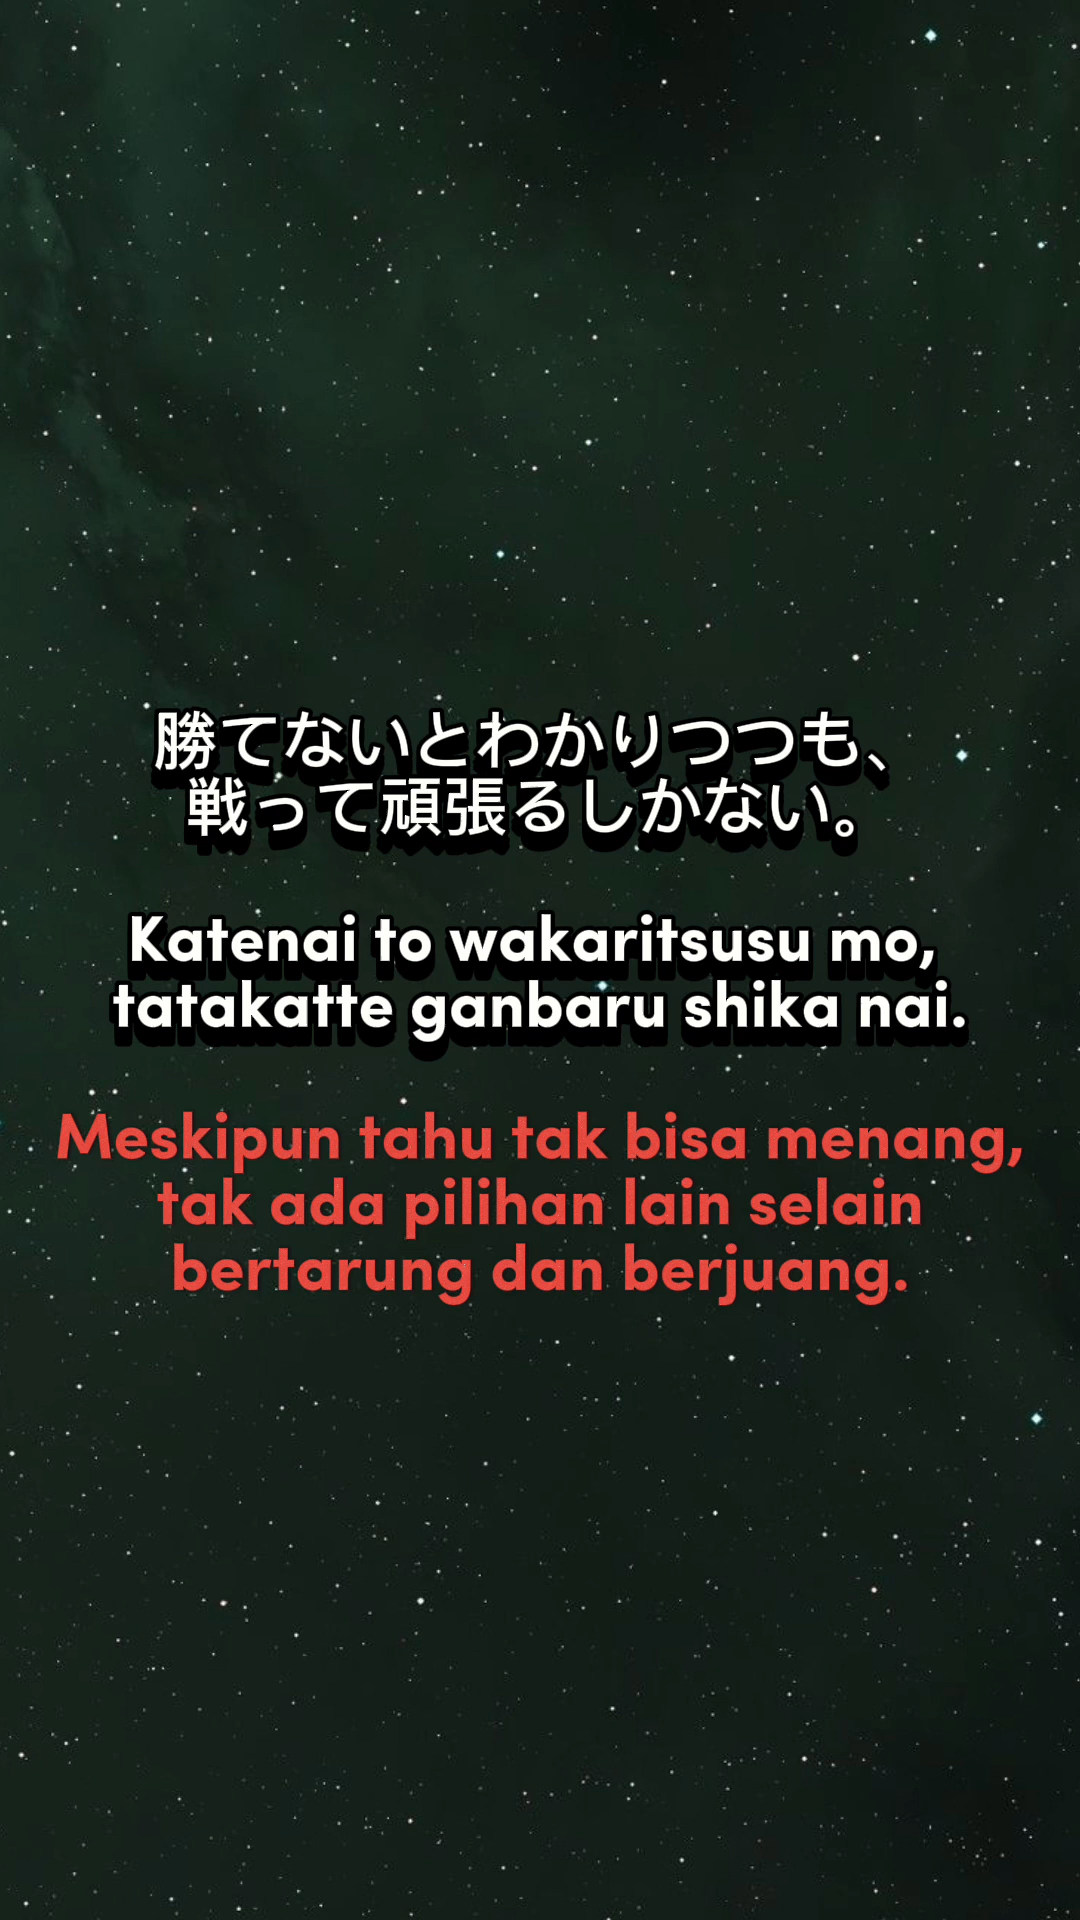 勝てないとわかりつつも、
戦って頑張るしかない。
Katenai to wakaritsusu mo,
tatakatte ganbaru shika nai.
Meskipun tahu tak bisa menang,
tak ada pilihan lain selain
bertarung dan berjuang.